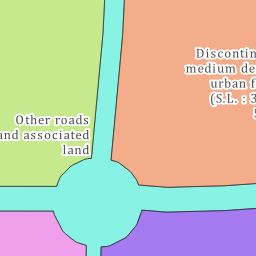 Discontin
medium de
urban f
(S.L. : 3
Other roads
and associated
land